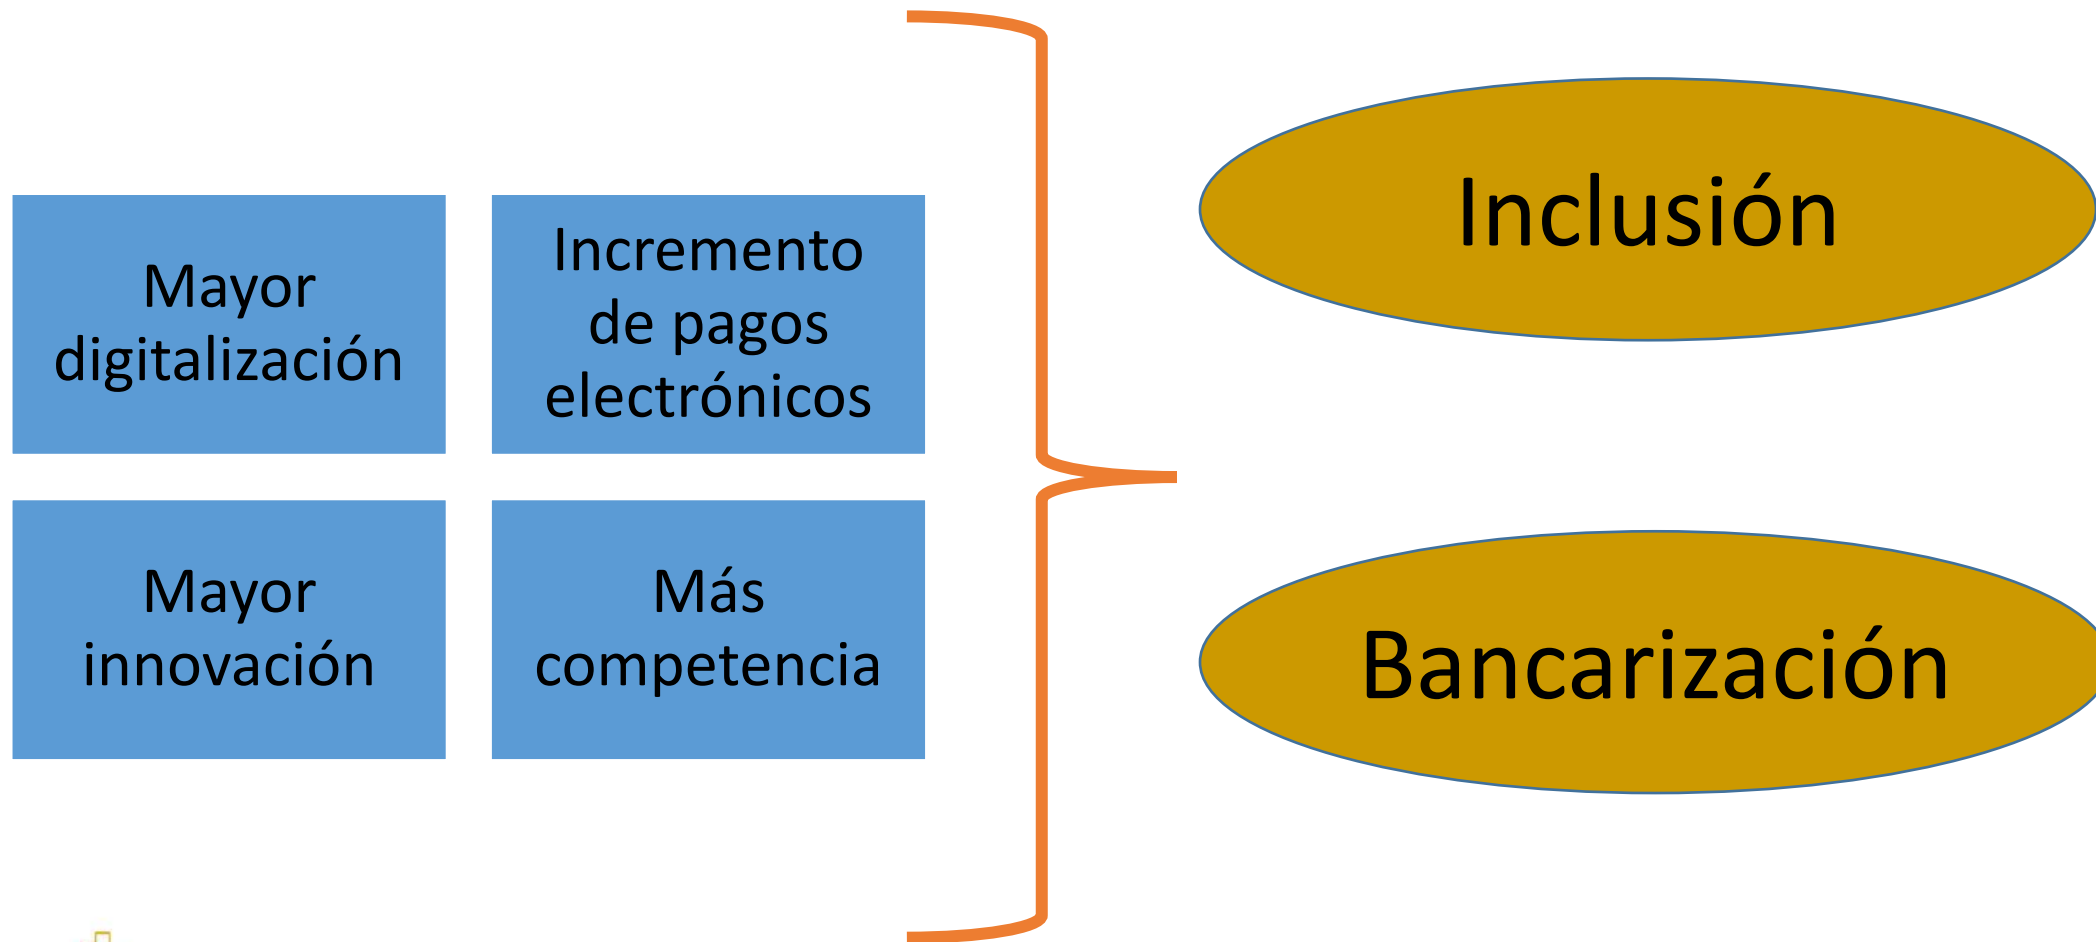 Mayor
digitalización
Incremento
de pagos
electrónicos
Mayor
innovación
Más
competencia
Inclusión
Bancarización